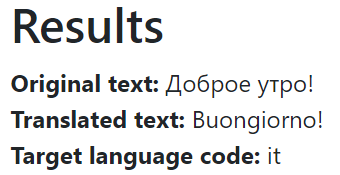 Results
Original text: Доброе утро!
Translated text: Buongiorno!
Target language code: it